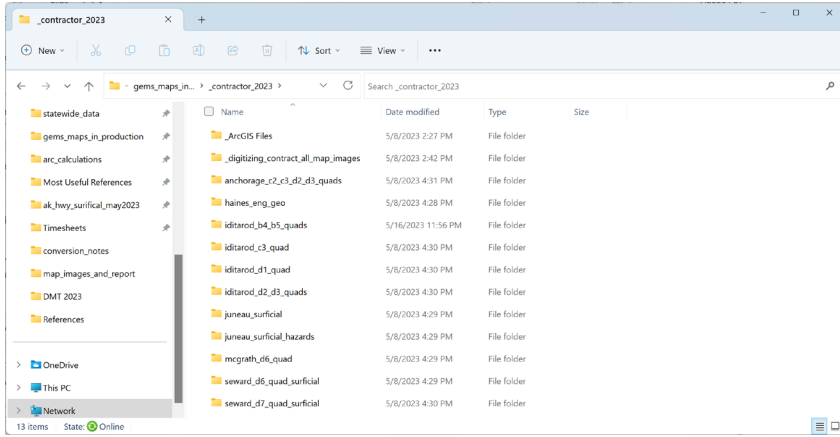 _contractor_2023
New
Sort
View
gems_maps_in... > _contractor_2023 >
Search _contractor_2023
statewide_data
gems_maps_in_production
arc_calculations
Most Useful References
ak_hwy_surifical_may2023
Timesheets
conversion_notes
map_images_and_report
DMT 2023
References
OneDrive
This PC
Network
Name Date modified Type Size
_ArcGIS Files 5/8/2023 2:27 PM File folder
_digitizing_contract_all_map_images 5/8/2023 2:42 PM File folder
anchorage_c2_c3_d2_d3_quads 5/8/2023 4:31 PM File folder
haines_eng_geo 5/8/2023 4:28 PM File folder
iditarod_b4_b5_quads 5/16/2023 11:56 PM File folder
iditarod_c3_quad 5/8/2023 4:30 PM File folder
iditarod_d1_quad 5/8/2023 4:30 PM File folder
iditarod_d2_d3_quads 5/8/2023 4:30 PM File folder
juneau_surficial 5/8/2023 4:29 PM File folder
juneau_surficial_hazards 5/8/2023 4:29 PM File folder
mcgrath_d6_quad 5/8/2023 4:29 PM File folder
seward_d6_quad_surficial 5/8/2023 4:29 PM File folder
seward_d7_quad_surficial 5/8/2023 4:30 PM File folder
13 items State: Online